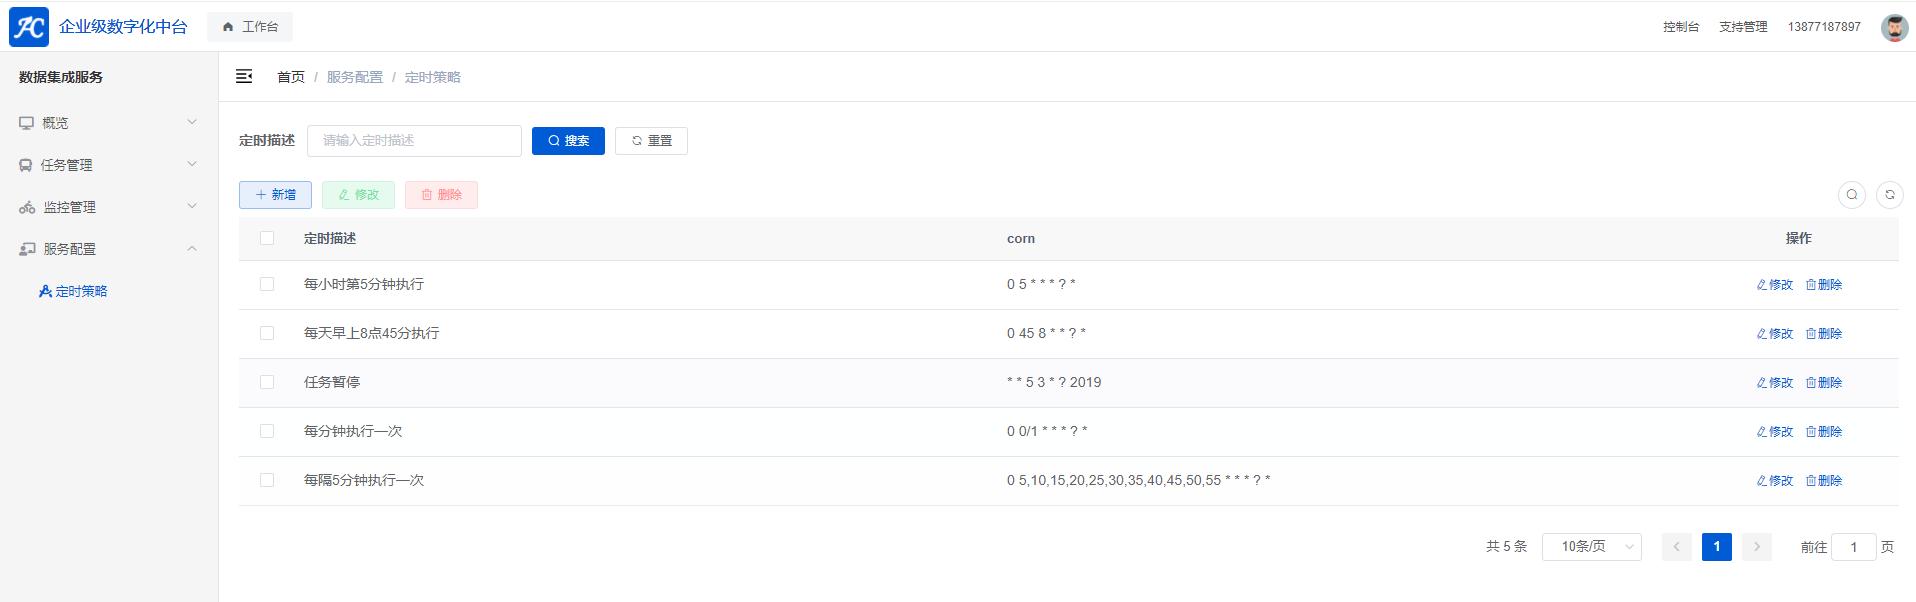 企业级数字化中台
工作台
控制台 支持管理 13877187897
数据集成服务
概览
任务管理
监控管理
服务配置
定时策略
首页 / 服务配置 / 定时策略
定时描述 请输入定时描述 搜索 重置
新增 修改 删除
定时描述 corn 操作
每小时第5分钟执行 0 5 * * * ? * 修改 删除
每天早上8点45分执行 0 45 8 * * ? * 修改 删除
任务暂停 * * 5 3 * ? 2019 修改 删除
每分钟执行一次 0 0/1 * * * ? * 修改 删除
每隔5分钟执行一次 0 5,10,15,20,25,30,35,40,45,50,55 * * * ? * 修改 删除
共 5 条 10条/页 1 前往 1 页